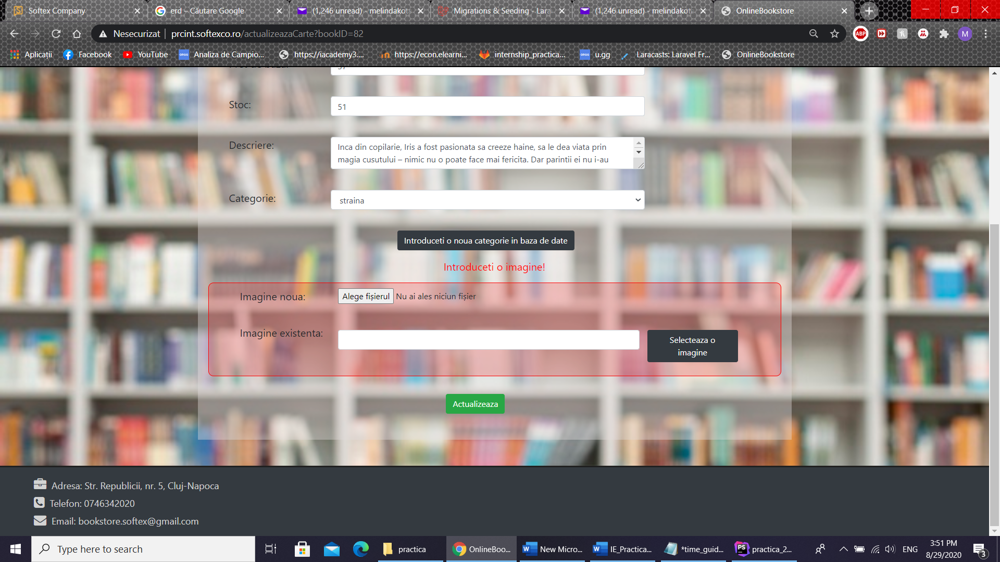 Softex Company
erd – Căutare Google
(1,246 unread) - melindakota
Migrations & Seeding - Lara
(1,246 unread) - melindakot
OnlineBookstore
Nesecurizat | prcint.softexco.ro/actualizeazaCarte?bookID=82
ABP
M
Aplicații
Facebook
YouTube
OPGG
Analiza de Campio...
https://iacademy3....
https://econ.elearni...
internship_practica...
OPGG
u.gg
Laracasts: Laravel Fr...
OnlineBookstore
Stoc:
51
Descriere:
Inca din copilarie, Iris a fost pasionata sa creeze haine, sa le dea viata prin
magia cusutului – nimic nu o poate face mai fericita. Dar parintii ei nu i-au
Categorie:
straina
Introduceti o noua categorie in baza de date
Introduceti o imagine!
Imagine noua:
Alege fișierul Nu ai ales niciun fișier
Imagine existenta:
Selecteaza o
imagine
Actualizeaza
Adresa: Str. Republicii, nr. 5, Cluj-Napoca
Telefon: 0746342020
Email: bookstore.softex@gmail.com
Type here to search
practica
OnlineBoo...
New Micro...
IE_Practica...
*time_guid...
practica_2...
ENG
3:51 PM
8/29/2020
3